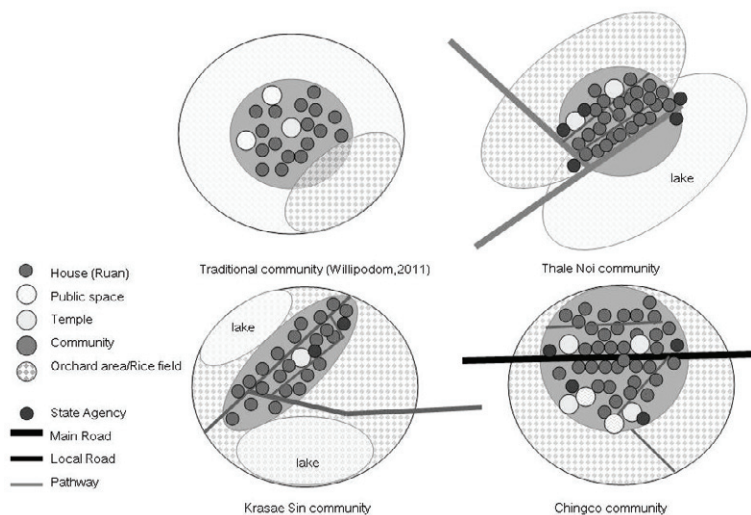 lake
Traditional community (Willipodom,2011)
Thale Noi community
House (Ruan)
Public space
Temple
Community
Orchard area/Rice field
State Agency
Main Road
Local Road
Pathway
lake
lake
Krasae Sin community
Chingco community